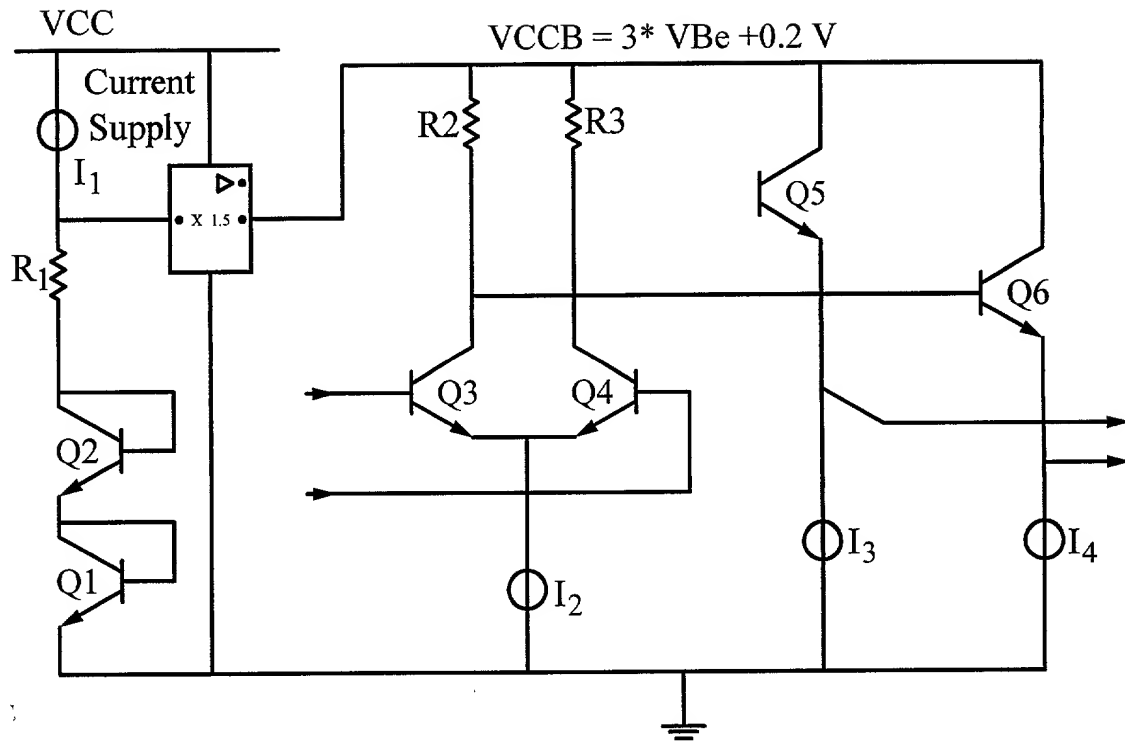 VCC
VCCB = 3* VBe +0.2 V
Current
Supply
I1
X 1.5
R1
R2
R3
Q5
Q6
Q3
Q4
Q2
Q1
I2
I3
I4